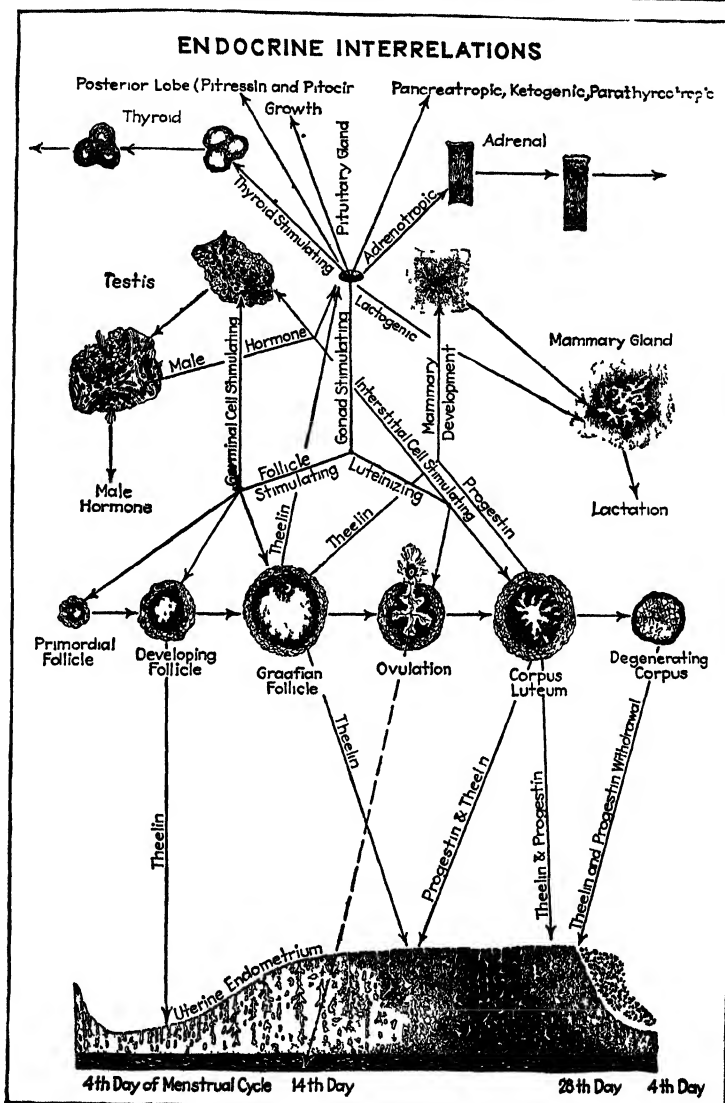 ENDOCRINE INTERRELATIONS
Posterior Lobe (Pitressin and Pitocin
Growth
Pancreatropic, Ketogenic, Parathyrotropic
Thyroid
Adrenal
Pituitary Gland
Thyroid Stimulating
Adrenotropic
Testis
Lactogenic
Mammary Gland
Male Hormone
Germinal Cell Stimulating
Gonad Stimulating
Mammary
Development
Interstitial Cell Stimulating
Follicle
Stimulating
Luteinizing
Progestin
Male
Hormone
Lactation
Theelin
Theelin
Primordial
Follicle
Developing
Follicle
Graafian
Follicle
Ovulation
Corpus
Luteum
Degenerating
Corpus
Theelin
Theelin
Progestin & Theelin
Theelin & Progestin
Theelin and Progestin Withdrawal
Uterine Endometrium
4th Day of Menstrual Cycle 14th Day 28th Day 4th Day